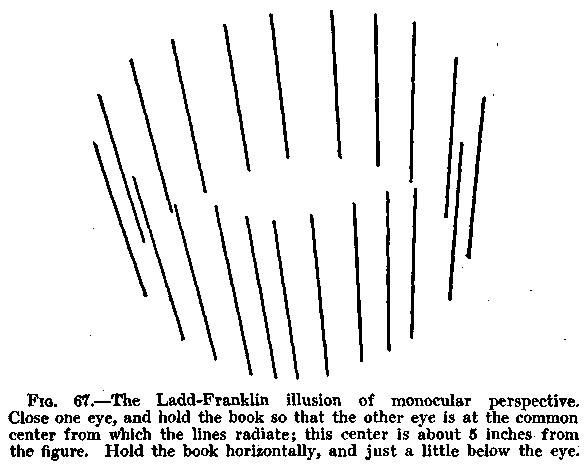 FIG. 67.—The Ladd-Franklin illusion of monocular perspective.
Close one eye, and hold the book so that the other eye is at the common
center from which the lines radiate; this center is about 5 inches from
the figure. Hold the book horizontally, and just a little below the eye.